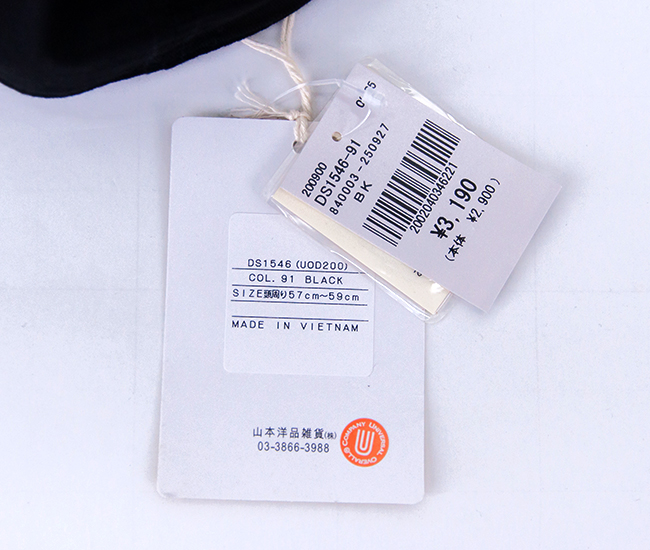 200900
DS1546-91
840003-250927
BK
2002040346221
¥3,190
(本体 ¥2,900)
DS1546(UOD200)
COL. 91 BLACK
SIZE頭周り57cm～59cm
MADE IN VIETNAM
山本洋品雑貨(株)
03-3866-3988
COMPANY UNIVERSAL OVERALL
U